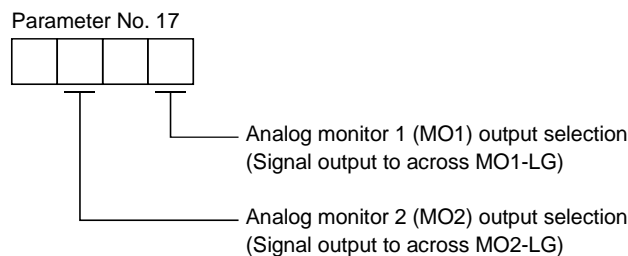 Parameter No. 17
Analog monitor 1 (MO1) output selection
(Signal output to across MO1-LG)
Analog monitor 2 (MO2) output selection
(Signal output to across MO2-LG)